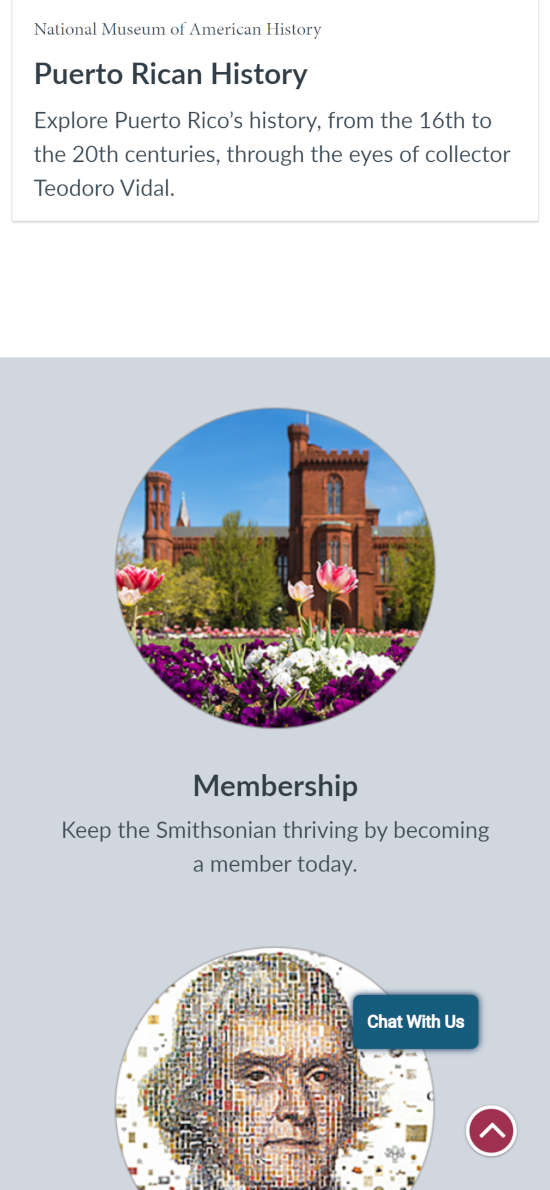 National Museum of American History
Puerto Rican History
Explore Puerto Rico’s history, from the 16th to
the 20th centuries, through the eyes of collector
Teodoro Vidal.
Membership
Keep the Smithsonian thriving by becoming
a member today.
Chat With Us